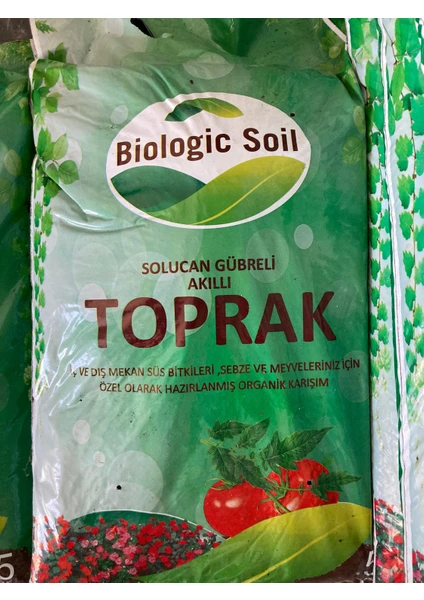 Biologic Soil
SOLUCAN GÜBRELİ
AKILLI
TOPRAK
VE DIŞ MEKAN SÜS BİTKİLERİ ,SEBZE VE MEYVELERİNİZ İÇİN
ÖZEL OLARAK HAZIRLANMIŞ ORGANİK KARIŞIM
5